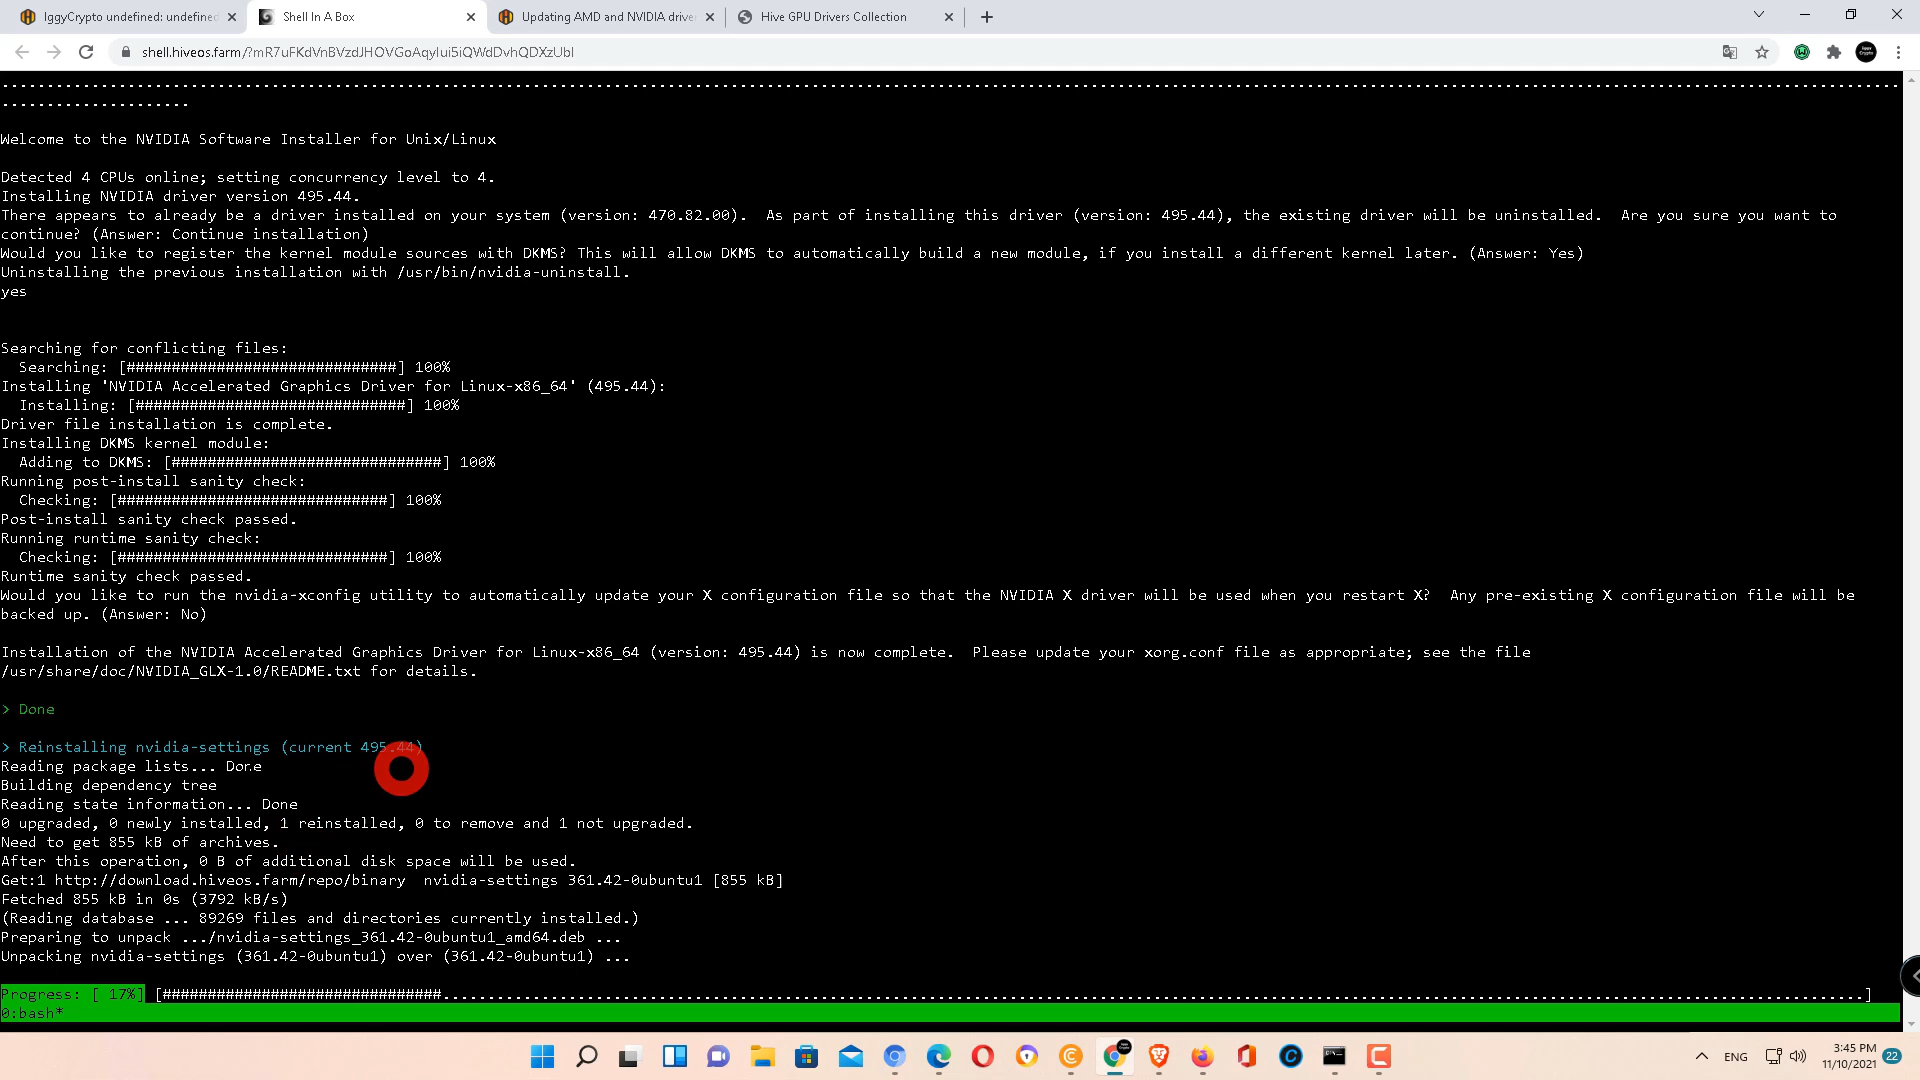 IggyCrypto undefined: undefined
Shell In A Box
Updating AMD and NVIDIA drive
Hive GPU Drivers Collection
shell.hiveos.farm/?mR7uFKdVnBVzdJHOVGoAqyIui5iQWdDvhQDXzUbI
Welcome to the NVIDIA Software Installer for Unix/Linux
Detected 4 CPUs online; setting concurrency level to 4.
Installing NVIDIA driver version 495.44.
There appears to already be a driver installed on your system (version: 470.82.00).  As part of installing this driver (version: 495.44), the existing driver will be uninstalled.  Are you sure you want to
continue? (Answer: Continue installation)
Would you like to register the kernel module sources with DKMS? This will allow DKMS to automatically build a new module, if you install a different kernel later. (Answer: Yes)
Uninstalling the previous installation with /usr/bin/nvidia-uninstall.
yes
Searching for conflicting files:
Searching: [##############################] 100%
Installing 'NVIDIA Accelerated Graphics Driver for Linux-x86_64' (495.44):
Installing: [##############################] 100%
Driver file installation is complete.
Installing DKMS kernel module:
Adding to DKMS: [##############################] 100%
Running post-install sanity check:
Checking: [##############################] 100%
Post-install sanity check passed.
Running runtime sanity check:
Checking: [##############################] 100%
Runtime sanity check passed.
Would you like to run the nvidia-xconfig utility to automatically update your X configuration file so that the NVIDIA X driver will be used when you restart X?  Any pre-existing X configuration file will be
backed up. (Answer: No)
Installation of the NVIDIA Accelerated Graphics Driver for Linux-x86_64 (version: 495.44) is now complete.  Please update your xorg.conf file as appropriate; see the file
/usr/share/doc/NVIDIA_GLX-1.0/README.txt for details.
> Done
> Reinstalling nvidia-settings (current 495.44)
Reading package lists... Done
Building dependency tree
Reading state information... Done
0 upgraded, 0 newly installed, 1 reinstalled, 0 to remove and 1 not upgraded.
Need to get 855 kB of archives.
After this operation, 0 B of additional disk space will be used.
Get:1 http://download.hiveos.farm/repo/binary  nvidia-settings 361.42-0ubuntu1 [855 kB]
Fetched 855 kB in 0s (3792 kB/s)
(Reading database ... 89269 files and directories currently installed.)
Preparing to unpack .../nvidia-settings_361.42-0ubuntu1_amd64.deb ...
Unpacking nvidia-settings (361.42-0ubuntu1) over (361.42-0ubuntu1) ...
Progress: [ 17%] [###############################..............................................................................................................................................................]
0:bash*
ENG
3:45 PM
11/10/2021
22